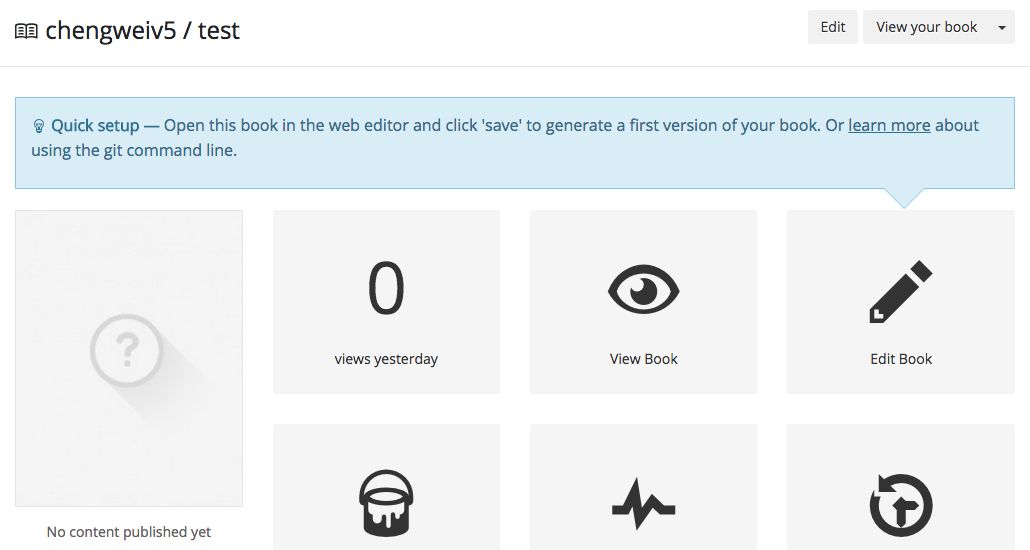 chengweiv5 / test
Edit
View your book
Quick setup — Open this book in the web editor and click 'save' to generate a first version of your book. Or learn more about
using the git command line.
0
views yesterday
View Book
Edit Book
?
No content published yet